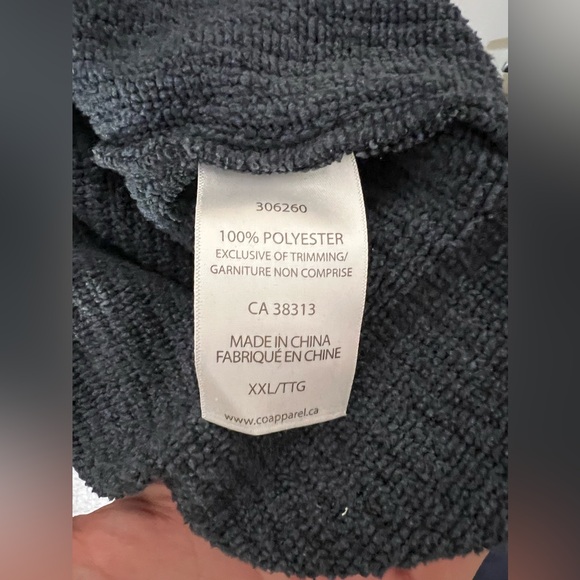 306260
100% POLYESTER
EXCLUSIVE OF TRIMMING/
GARNITURE NON COMPRISE
CA 38313
MADE IN CHINA
FABRIQUÉ EN CHINE
XXL/TTG
www.coapparel.ca